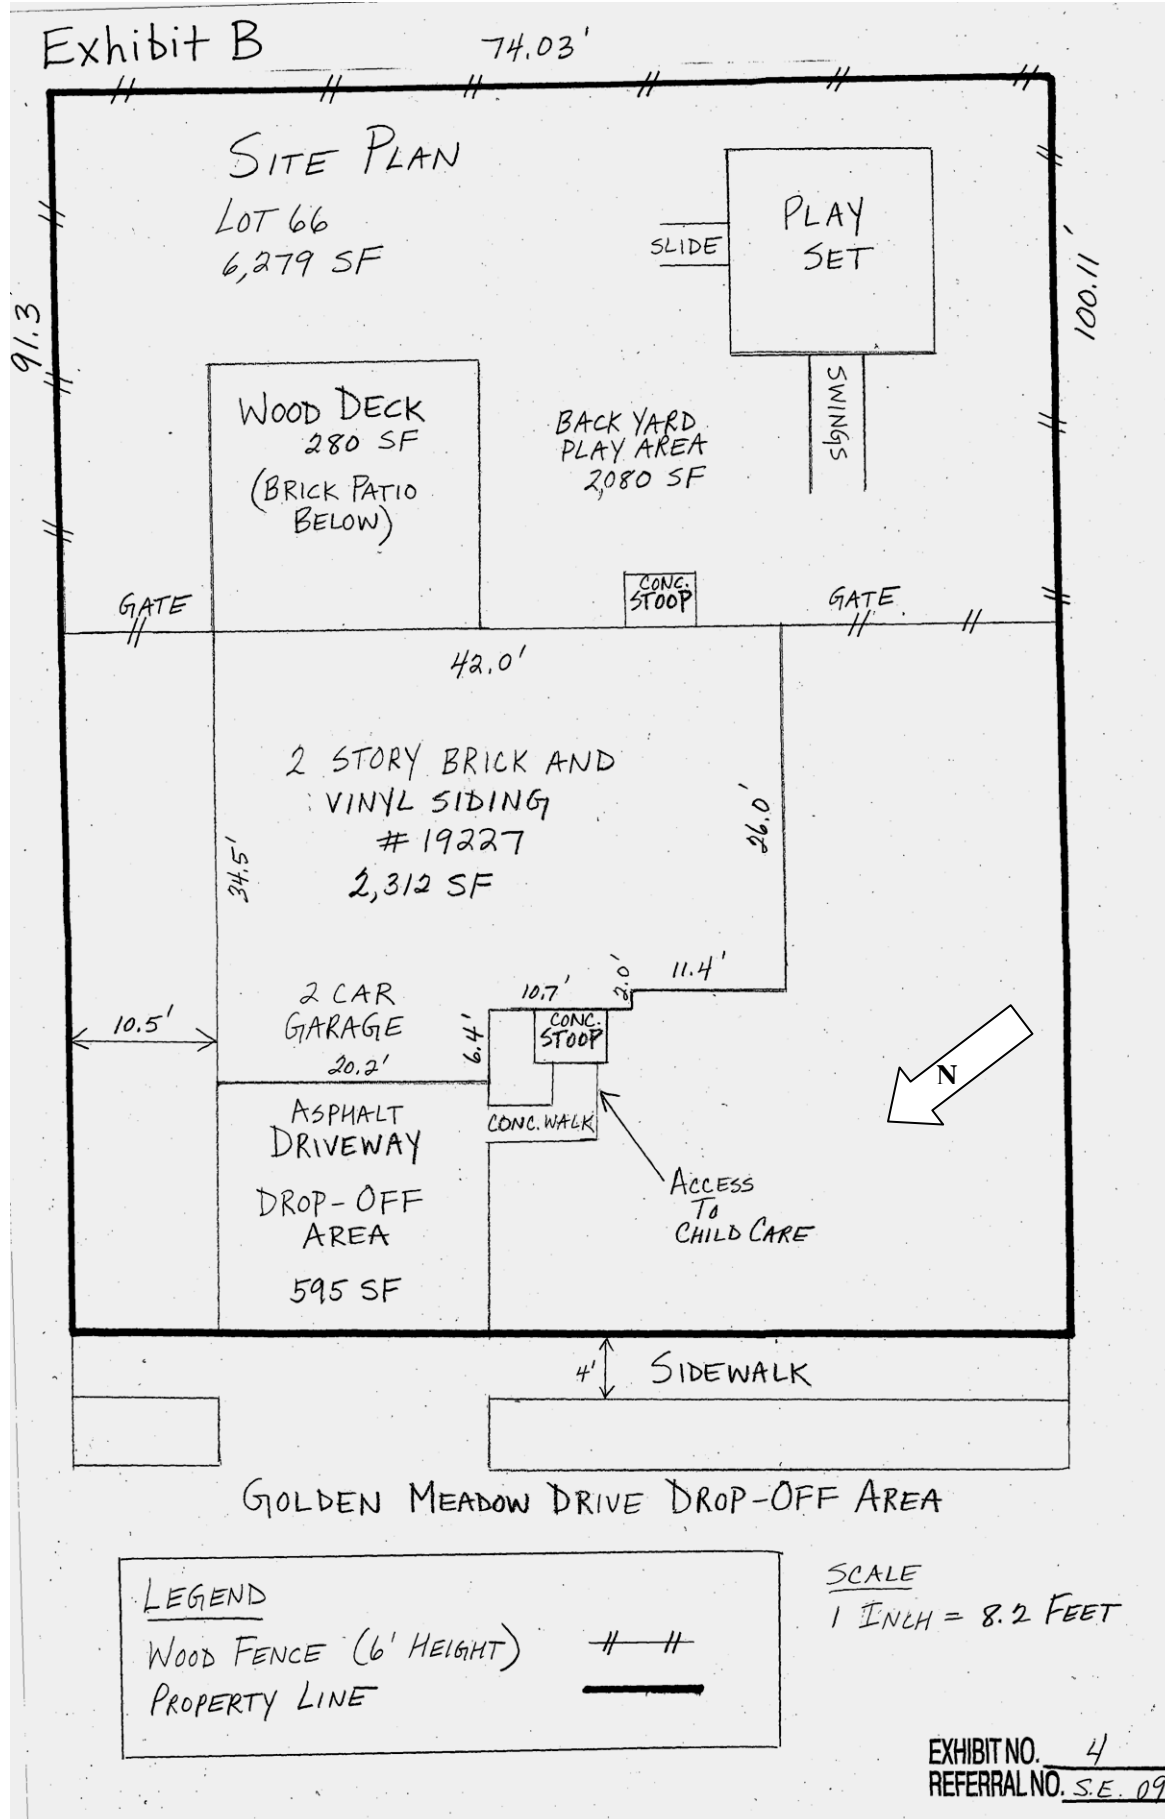 Exhibit B
74.03'
SITE PLAN
LOT 66
6,279 SF
PLAY
SET
SLIDE
SWINGS
91.3
100.11'
WOOD DECK
280 SF
(BRICK PATIO
BELOW)
BACK YARD
PLAY AREA
2,080 SF
CONC.
STOOP
GATE
GATE
42.0'
2 STORY BRICK AND
VINYL SIDING
# 19227
2,312 SF
34.5'
26.0'
2 CAR
GARAGE
20.2'
10.5'
6.4'
10.7'
2.0'
11.4'
CONC.
STOOP
N
ASPHALT
DRIVEWAY
CONC. WALK
DROP-OFF
AREA
595 SF
ACCESS
TO
CHILD CARE
4'
SIDEWALK
GOLDEN MEADOW DRIVE DROP-OFF AREA
LEGEND
WOOD FENCE (6' HEIGHT)
PROPERTY LINE
SCALE
1 INCH = 8.2 FEET
EXHIBIT NO. 4
REFERRAL NO. S.E. 09